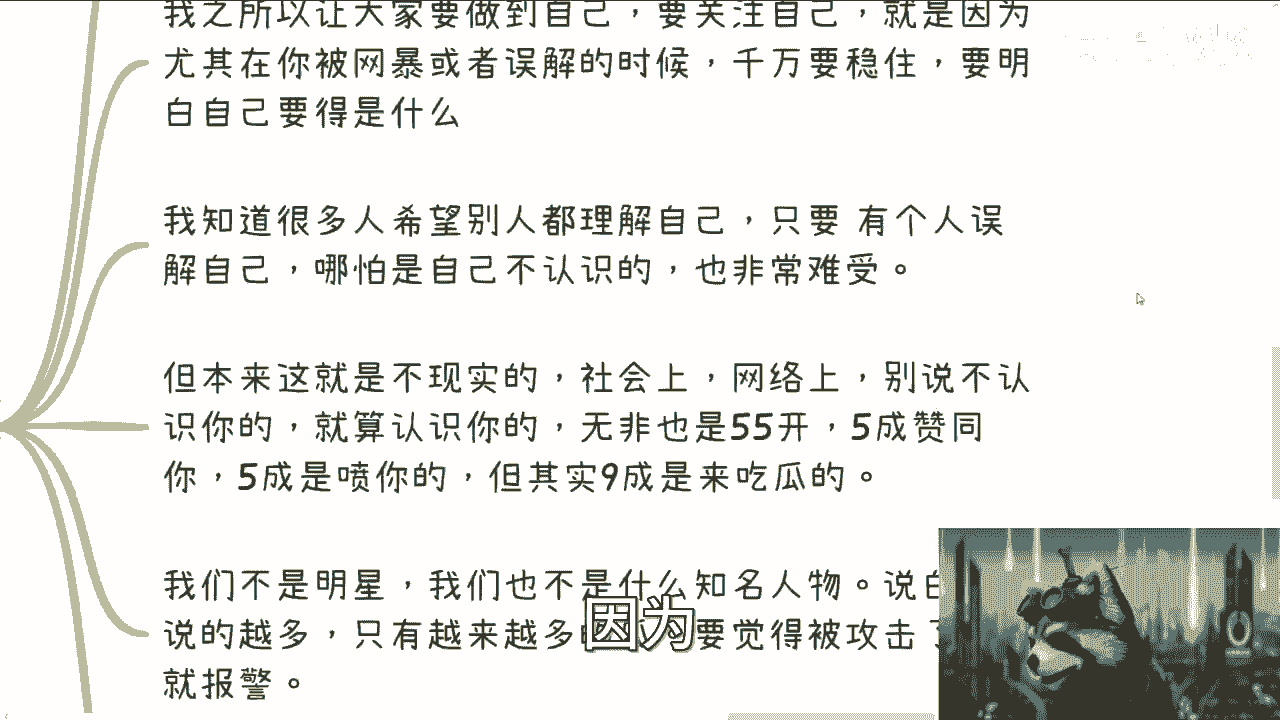 我之所以让大家要做到自己，要关注自己，就是因为
尤其在你被网暴或者误解的时候，千万要稳住，要明
白自己要得是什么
我知道很多人希望别人都理解自己，只要 有个人误
解自己，哪怕是自己不认识的，也非常难受。
但本来这就是不现实的，社会上，网络上，别说不认
识你的，就算认识你的，无非也是55开，5成赞同
你，5成是喷你的，但其实9成是来吃瓜的。
我们不是明星，我们也不是什么知名人物。说白
说的越多，只有越来越多 要觉得被攻击了
就报警。
因为